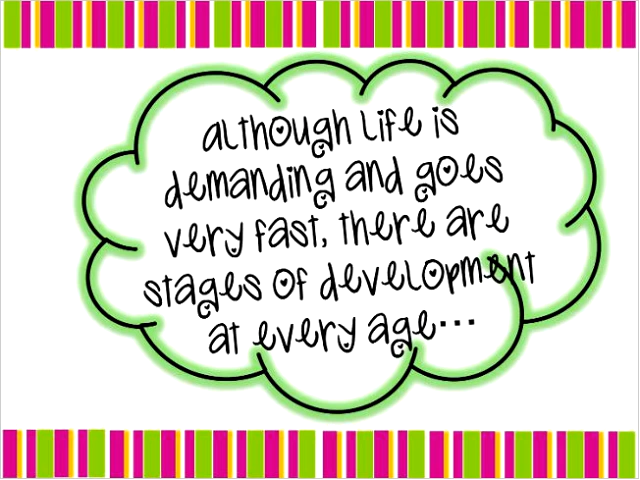 although life is
demanding and goes
very fast, there are
stages of development
at every age...